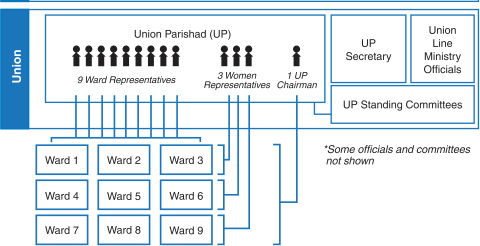 Union
Union Parishad (UP)
9 Ward Representatives
3 Women
Representatives
1 UP
Chairman
UP
Secretary
Union
Line
Ministry
Officials
UP Standing Committees
Ward 1
Ward 2
Ward 3
Ward 4
Ward 5
Ward 6
Ward 7
Ward 8
Ward 9
*Some officials and committees
not shown